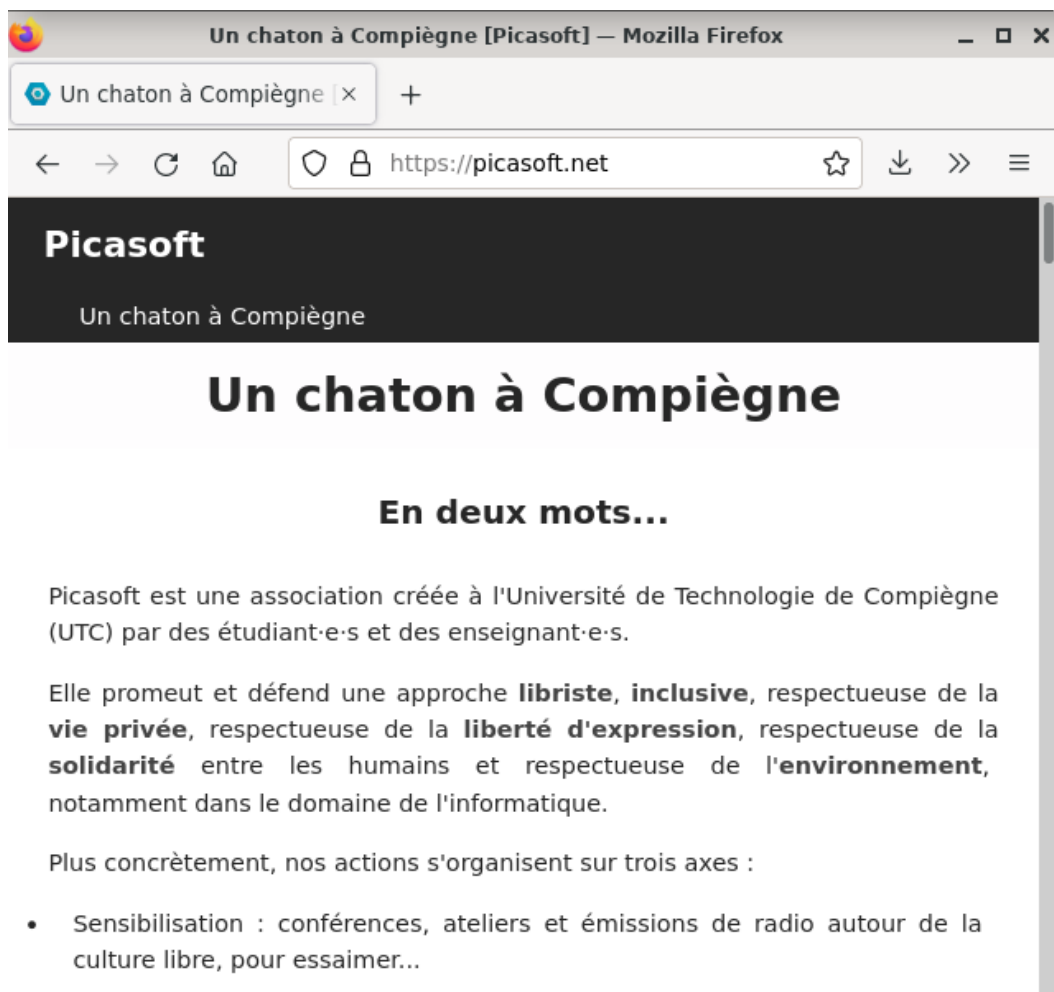 Un chaton à Compiègne [Picasoft] — Mozilla Firefox
Un chaton à Compiègne [
https://picasoft.net
Picasoft
Un chaton à Compiègne
Un chaton à Compiègne
En deux mots...
Picasoft est une association créée à l'Université de Technologie de Compiègne
(UTC) par des étudiant·e·s et des enseignant·e·s.
Elle promeut et défend une approche libriste, inclusive, respectueuse de la
vie privée, respectueuse de la liberté d'expression, respectueuse de la
solidarité entre les humains et respectueuse de l'environnement,
notamment dans le domaine de l'informatique.
Plus concrètement, nos actions s'organisent sur trois axes :
• Sensibilisation : conférences, ateliers et émissions de radio autour de la
culture libre, pour essaimer...